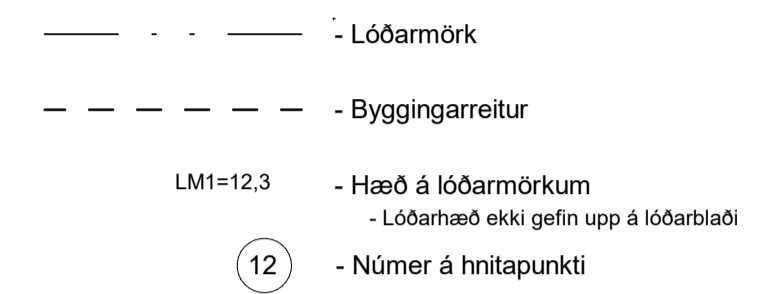 - Lóðarmörk
- Byggingarreitur
LM1=12,3 - Hæð á lóðarmörkum
- Lóðarhæð ekki gefin upp á lóðarblaði
12 - Númer á hnitapunkti